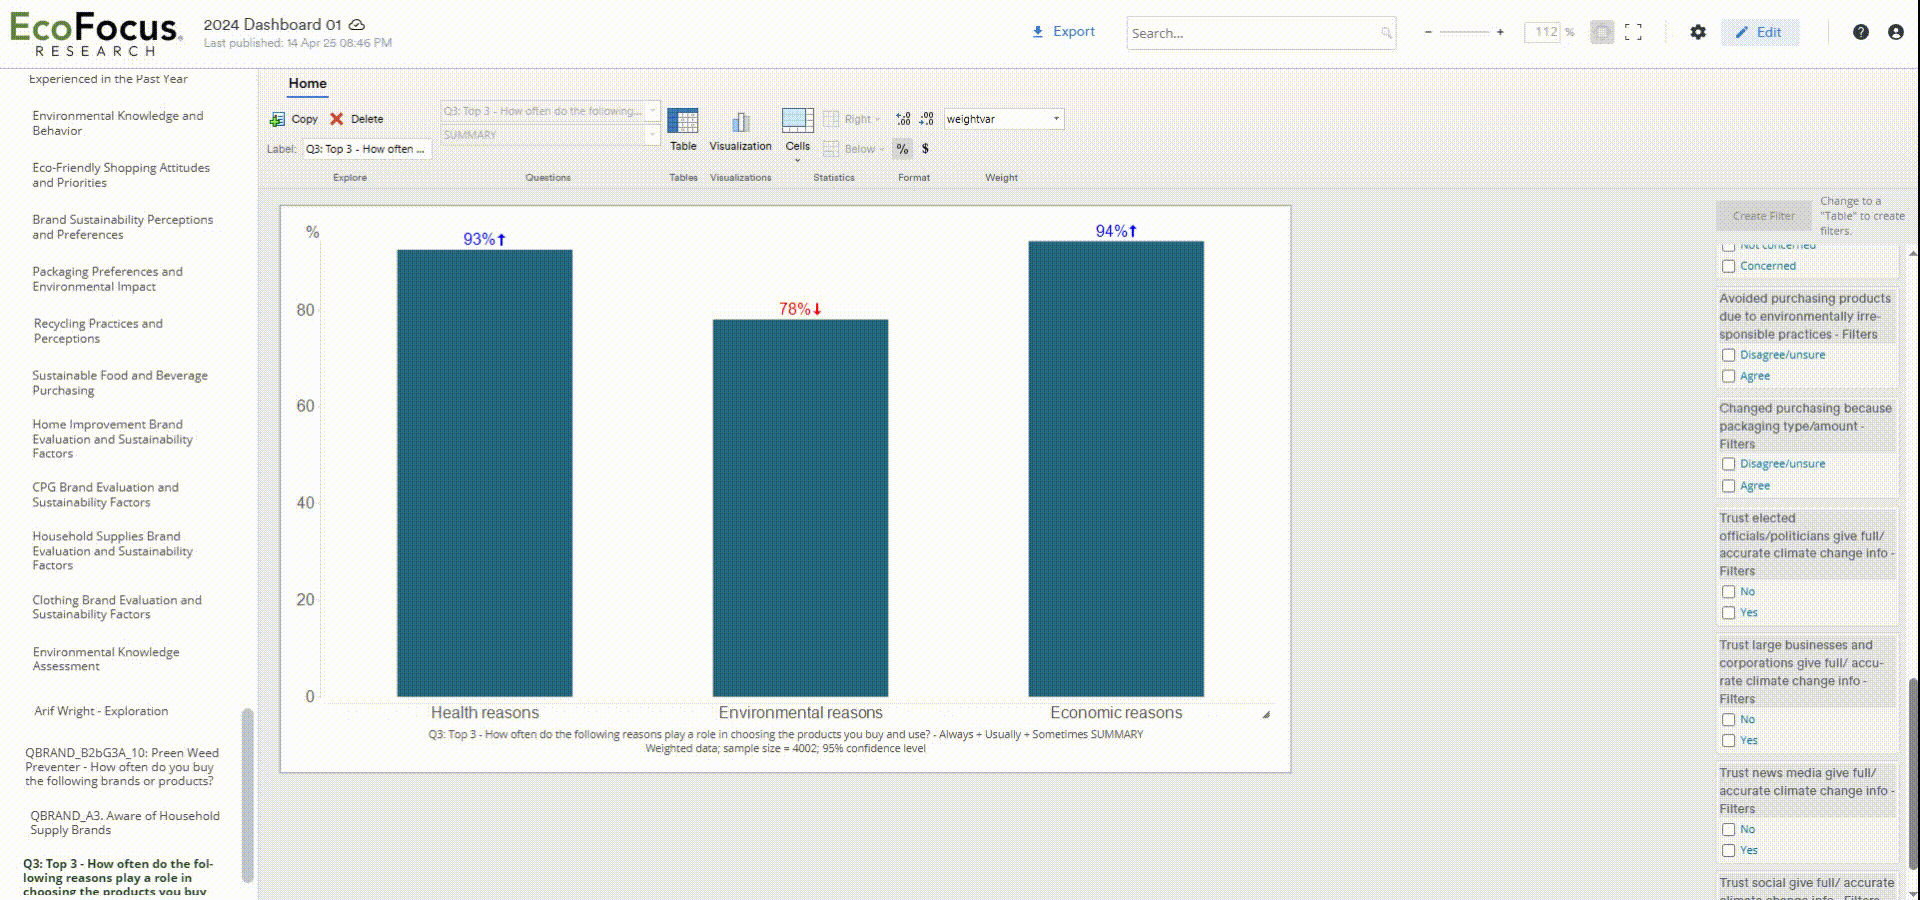 EcoFocus
RESEARCH
2024 Dashboard 01
Last published: 14 Apr 25 08:46 PM
Export
Search...
112 %
Edit
Experienced in the Past Year
Environmental Knowledge and
Behavior
Eco-Friendly Shopping Attitudes
and Priorities
Brand Sustainability Perceptions
and Preferences
Packaging Preferences and
Environmental Impact
Recycling Practices and
Perceptions
Sustainable Food and Beverage
Purchasing
Home Improvement Brand
Evaluation and Sustainability
Factors
CPG Brand Evaluation and
Sustainability Factors
Household Supplies Brand
Evaluation and Sustainability
Factors
Clothing Brand Evaluation and
Sustainability Factors
Environmental Knowledge
Assessment
Arif Wright - Exploration
QBRAND_B2bG3A_10: Preen Weed
Preventer - How often do you buy
the following brands or products?
QBRAND_A3. Aware of Household
Supply Brands
Q3: Top 3 - How often do the fol-
lowing reasons play a role in
choosing the products you buy
Home
Copy Delete
Label: Q3: Top 3 - How often ...
Explore
Q3: Top 3 - How often do the following...
SUMMARY
Questions
Table
Tables
Visualization
Visualizations
Cells
Right
Below
Statistics
% $
Format
weightvar
Weight
%
80
60
40
20
0
93%↑
78%↓
94%↑
Health reasons
Environmental reasons
Economic reasons
Q3: Top 3 - How often do the following reasons play a role in choosing the products you buy and use? - Always + Usually + Sometimes SUMMARY
Weighted data; sample size = 4002; 95% confidence level
Create Filter
Change to a
"Table" to create
filters.
Not concerned
Concerned
Avoided purchasing products
due to environmentally irre-
sponsible practices - Filters
Disagree/unsure
Agree
Changed purchasing because
packaging type/amount -
Filters
Disagree/unsure
Agree
Trust elected
officials/politicians give full/
accurate climate change info -
Filters
No
Yes
Trust large businesses and
corporations give full/ accu-
rate climate change info -
Filters
No
Yes
Trust news media give full/
accurate climate change info -
Filters
No
Yes
Trust social give full/ accurate
climate change info - Filters